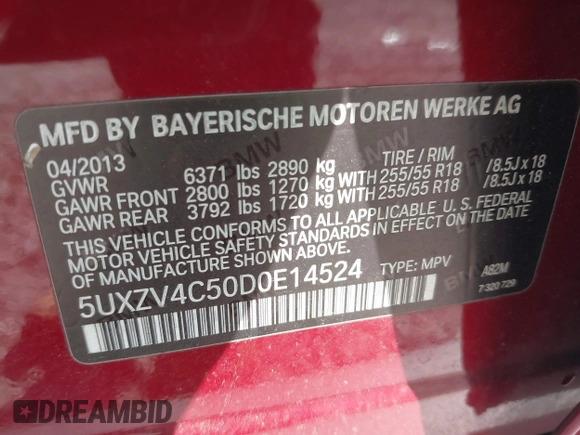 MFD BY BAYERISCHE MOTOREN WERKE AG
04/2013 TIRE / RIM
GVWR 6371 lbs 2890 kg
GAWR FRONT 2800 lbs 1270 kg WITH 255/55 R18 /8.5J x 18
GAWR REAR 3792 lbs 1720 kg WITH 255/55 R18 /8.5J x 18
THIS VEHICLE CONFORMS TO ALL APPLICABLE U. S. FEDERAL
MOTOR VEHICLE SAFETY STANDARDS IN EFFECT ON THE DATE
OF MANUFACTURE SHOWN ABOVE.
5UXZV4C50D0E14524 TYPE: MPV A82M
7 320 729
DREAMBID